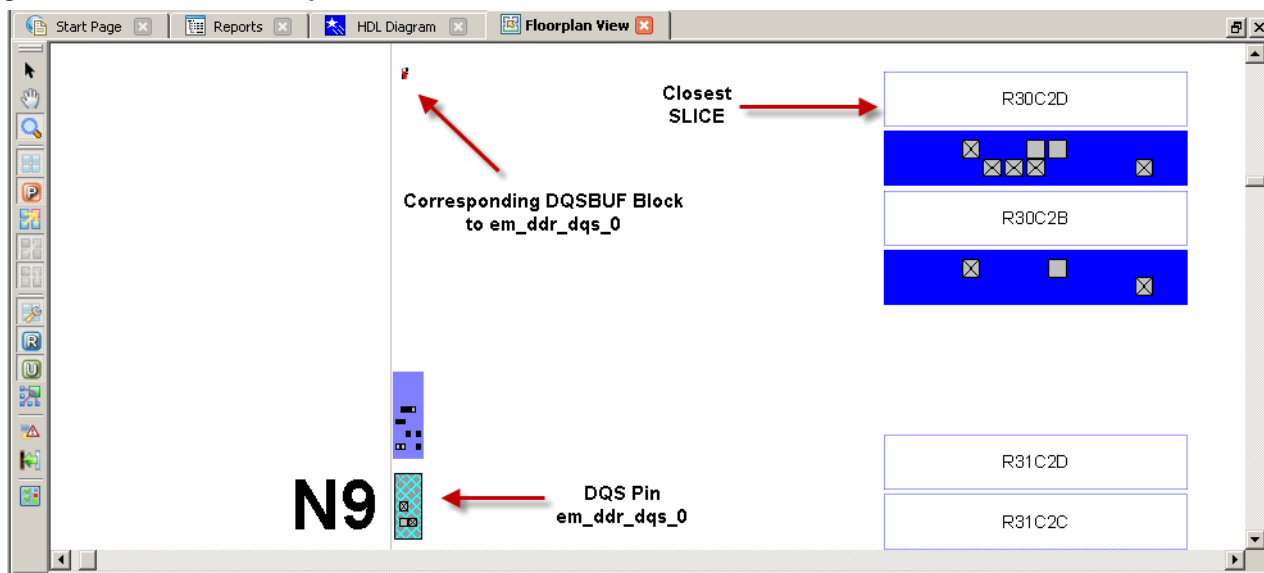 Start Page
Reports
HDL Diagram
Floorplan View
Closest
SLICE
R30C2D
Corresponding DQSBUF Block
to em_ddr_dqs_0
R30C2B
N9
DQS Pin
em_ddr_dqs_0
R31C2D
R31C2C